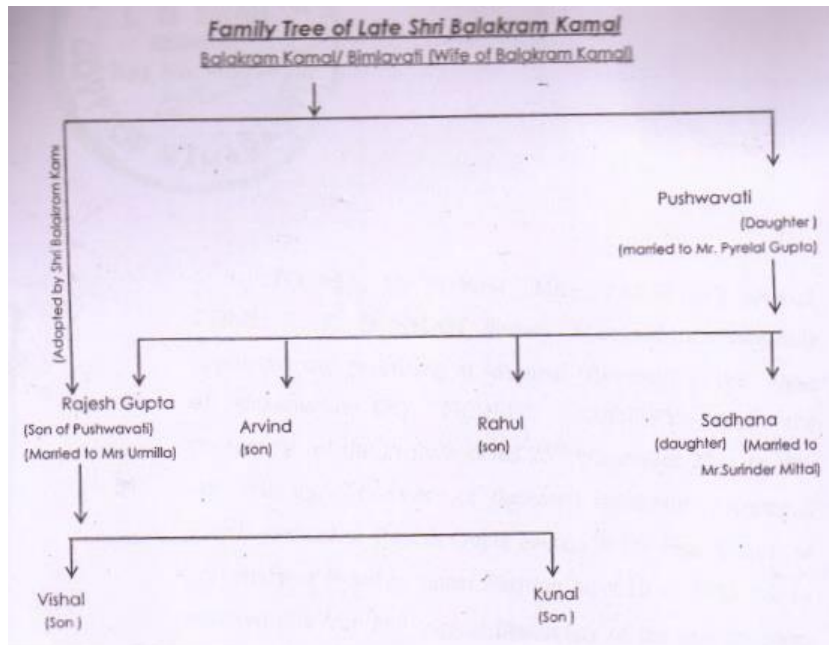 Family Tree of Late Shri Balakram Kamal
Balakram Kamal/ Bimlavati (Wife of Balakram Kamal)
(Adopted by Shri Balakram Kaml
Pushwavati
(Daughter )
(married to Mr. Pyrelal Gupta)
Rajesh Gupta
(Son of Pushwavati)
(Married to Mrs Urmilla)
Arvind
(son)
Rahul
(son)
Sadhana
(daughter) (Married to
Mr.Surinder Mittal)
Vishal
(Son )
Kunal
(Son )